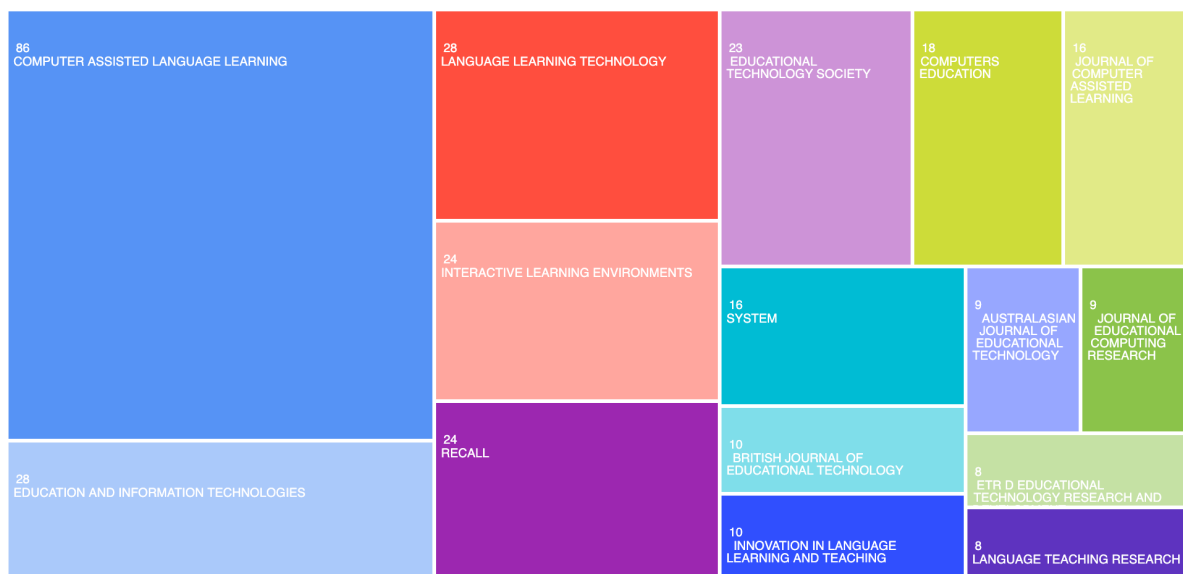 86
COMPUTER ASSISTED LANGUAGE LEARNING
28
EDUCATION AND INFORMATION TECHNOLOGIES
28
LANGUAGE LEARNING TECHNOLOGY
24
INTERACTIVE LEARNING ENVIRONMENTS
24
RECALL
23
EDUCATIONAL
TECHNOLOGY SOCIETY
18
COMPUTERS
EDUCATION
16
JOURNAL OF
COMPUTER
ASSISTED
LEARNING
16
SYSTEM
10
BRITISH JOURNAL OF
EDUCATIONAL TECHNOLOGY
10
INNOVATION IN LANGUAGE
LEARNING AND TEACHING
9
AUSTRALASIAN
JOURNAL OF
EDUCATIONAL
TECHNOLOGY
9
JOURNAL OF
EDUCATIONAL
COMPUTING
RESEARCH
8
ETR D EDUCATIONAL
TECHNOLOGY RESEARCH AND
8
LANGUAGE TEACHING RESEARCH